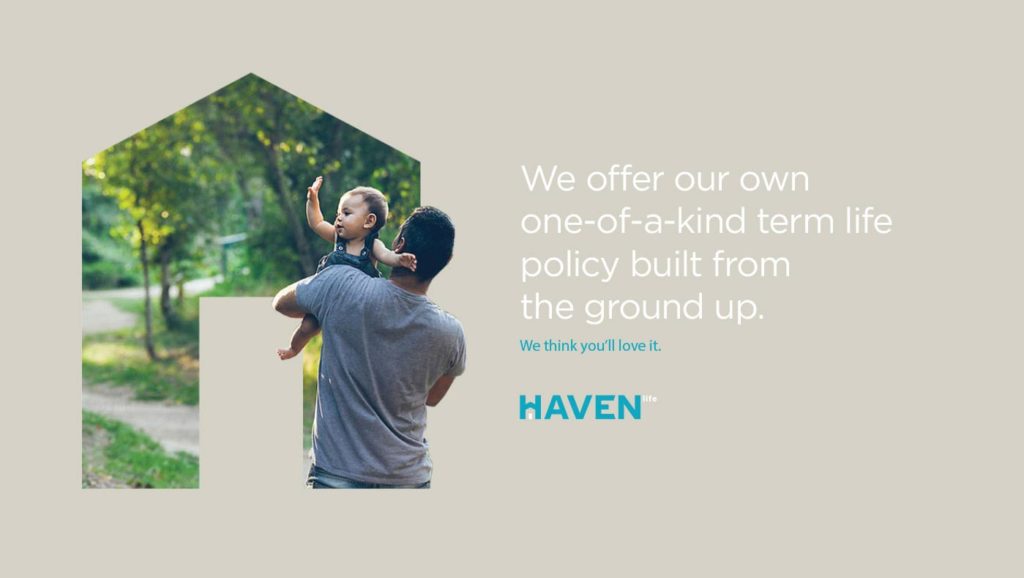 We offer our own
one-of-a-kind term life
policy built from
the ground up.
We think you'll love it.
HAVEN life